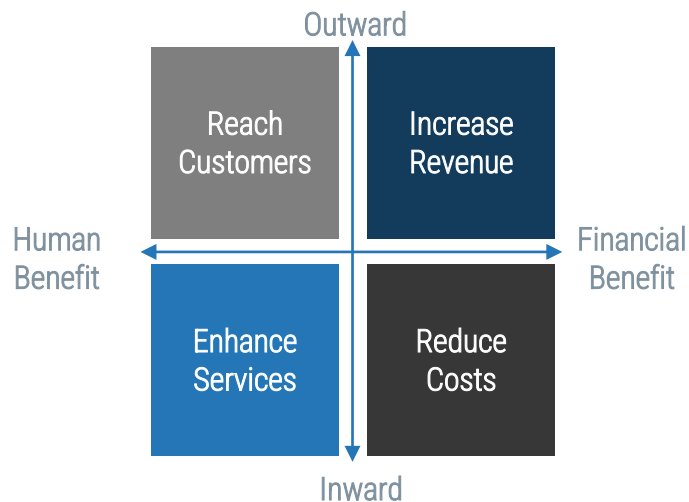 Outward
Reach
Customers
Increase
Revenue
Human
Benefit
Financial
Benefit
Enhance
Services
Reduce
Costs
Inward